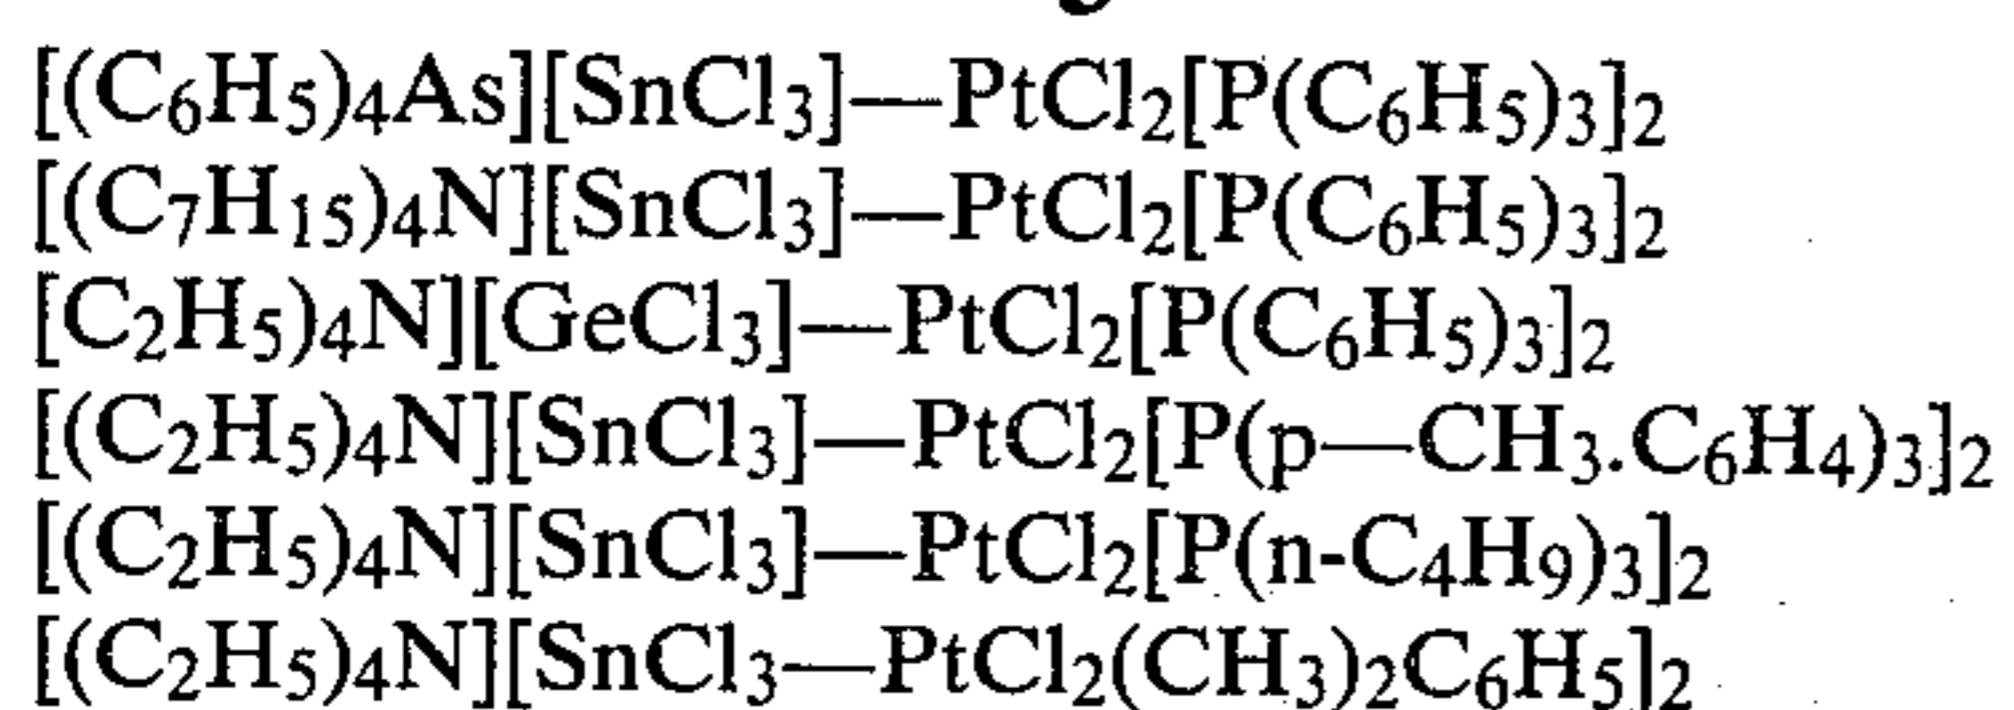 [(C6H5)4As][SnCl3]—PtCl2[P(C6H5)3]2
[(C7H15)4N][SnCl3]—PtCl2[P(C6H5)3]2
[C2H5)4N][GeCl3]—PtCl2[P(C6H5)3]2
[(C2H5)4N][SnCl3]—PtCl2[P(p—CH3.C6H4)3]2
[(C2H5)4N][SnCl3]—PtCl2[P(n-C4H9)3]2
[(C2H5)4N][SnCl3—PtCl2(CH3)2C6H5]2